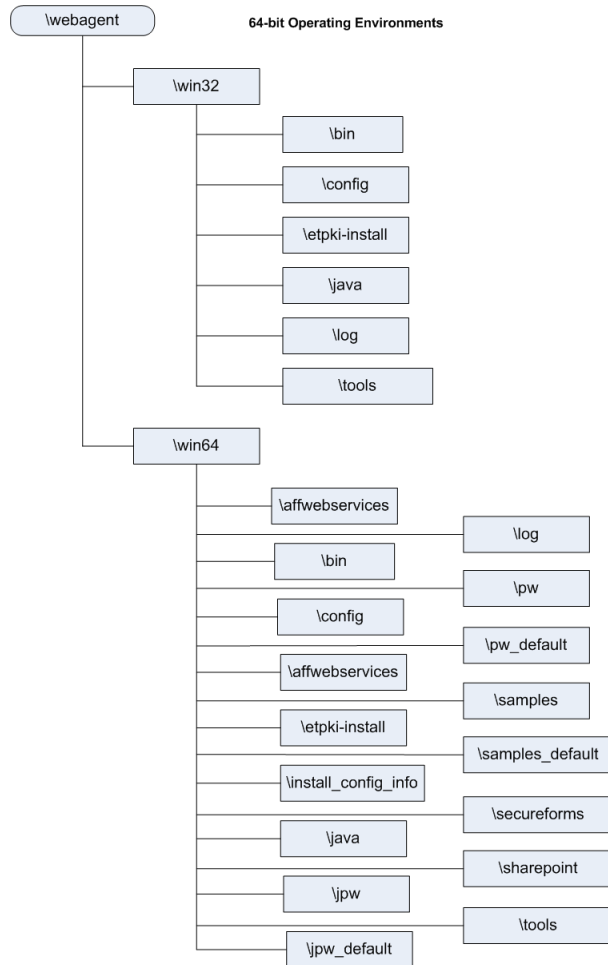 \webagent
64-bit Operating Environments
\win32
\bin
\config
\etpki-install
\java
\log
\tools
\win64
\affwebservices
\log
\bin
\pw
\config
\pw_default
\affwebservices
\samples
\etpki-install
\samples_default
\install_config_info
\secureforms
\java
\sharepoint
\jpw
\tools
\jpw_default